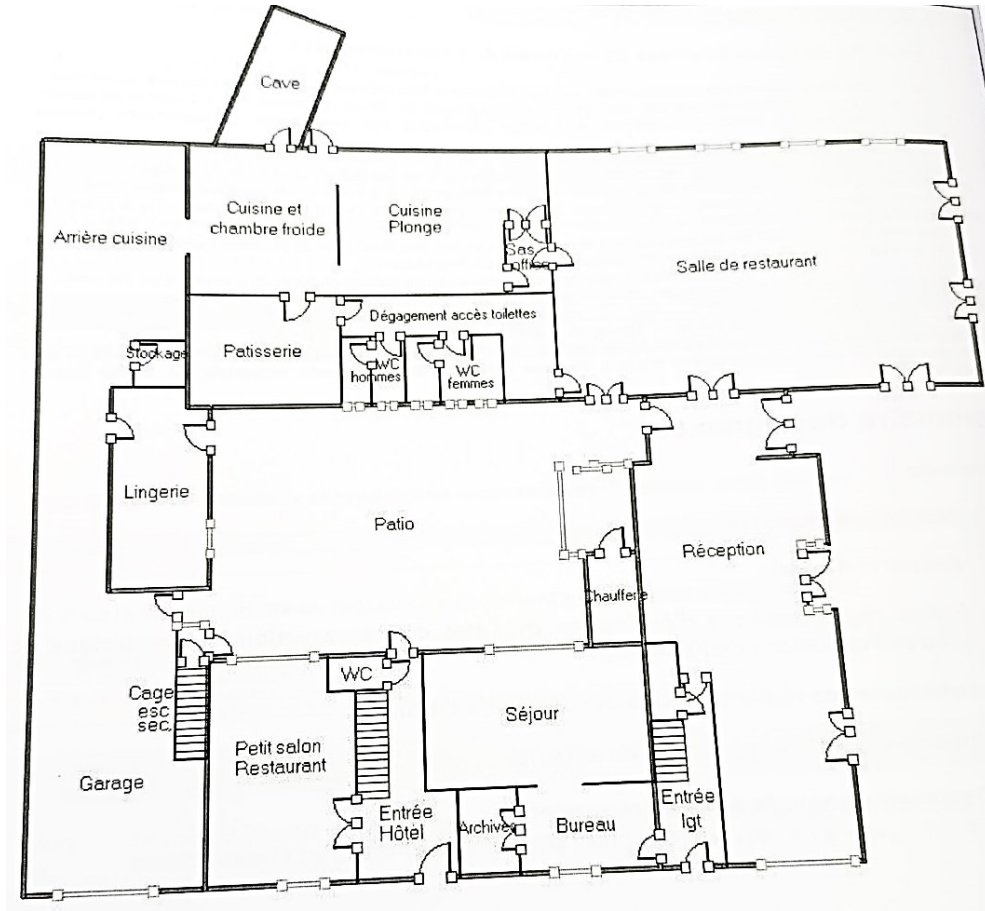 Cave
Cuisine et
chambre froide
Cuisine
Plonge
Arrière cuisine
Sas
office
Salle de restaurant
Dégagement accès toilettes
Stockage
Patisserie
WC
hommes
WC
femmes
Lingerie
Patio
Réception
Chaufferie
Cage
esc
sec,
WC
Séjour
Petit salon
Restaurant
Garage
Entrée
Hôtel
Archives
Bureau
Entrée
lgt